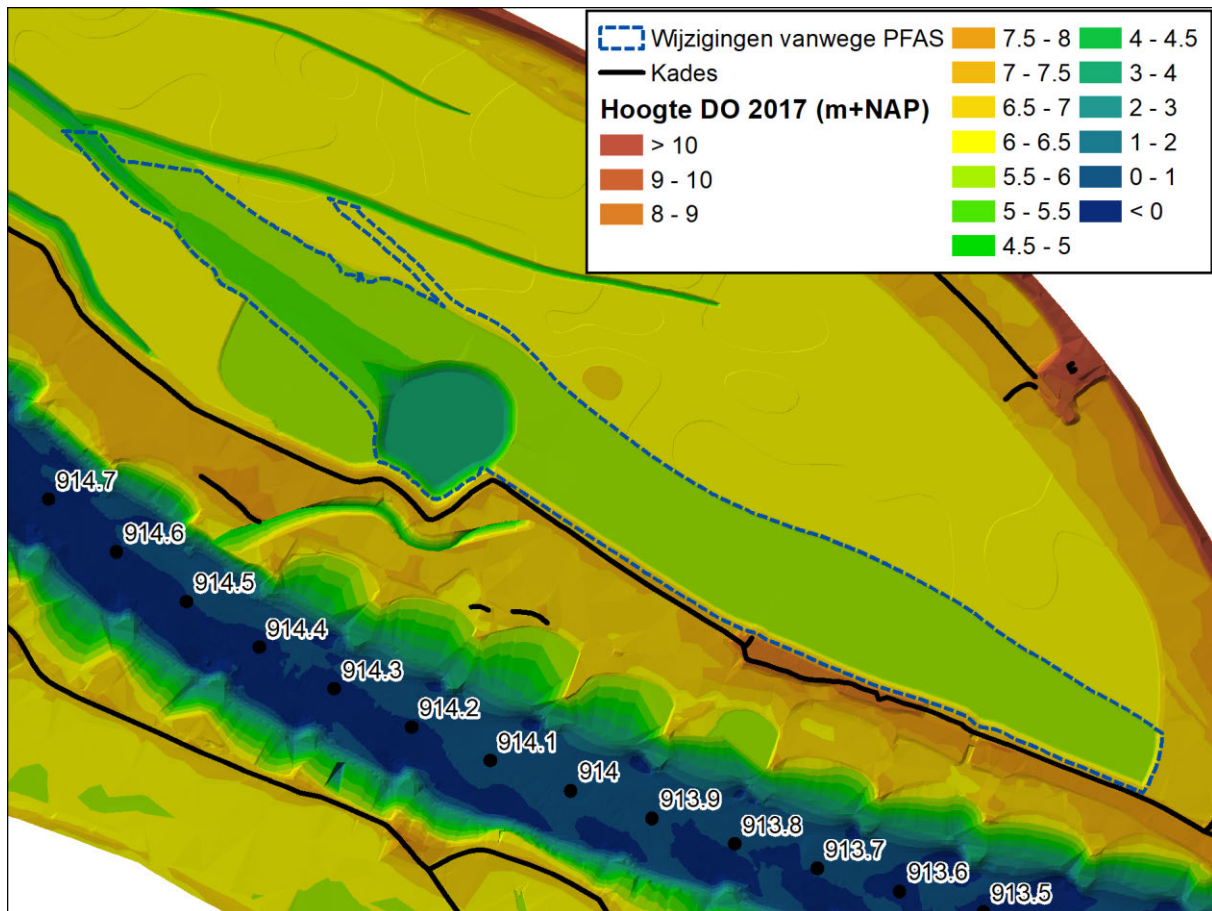 Wijzigingen vanwege PFAS
Kades
Hoogte DO 2017 (m+NAP)
> 10
9 - 10
8 - 9
7.5 - 8
7 - 7.5
6.5 - 7
6 - 6.5
5.5 - 6
5 - 5.5
4.5 - 5
4 - 4.5
3 - 4
2 - 3
1 - 2
0 - 1
< 0
914.7
914.6
914.5
914.4
914.3
914.2
914.1
914
913.9
913.8
913.7
913.6
913.5